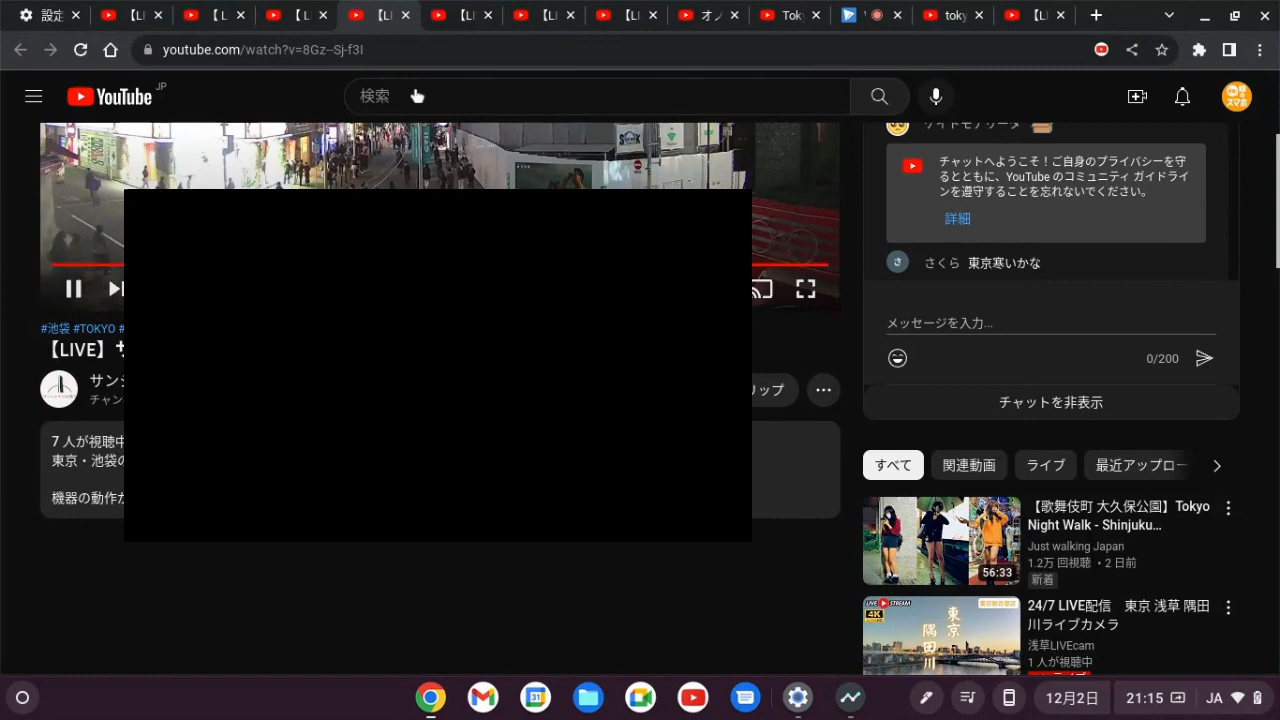 設定
【LI
【L
【L
【LI
【LI
【LI
【LI
オノ
Tok
V
toky
【LI
youtube.com/watch?v=8Gz--Sj-f3I
YouTube JP
検索
チャットへようこそ！ご自身のプライバシーを守
るとともに、YouTube のコミュニティ ガイドライ
ンを遵守することを忘れないでください。
詳細
さ さくら 東京寒いかな
メッセージを入力...
0/200
チャットを非表示
#池袋 #TOKYO #
【LIVE】サ
サンシ
チャン
リップ
7 人が視聴中
東京・池袋の
機器の動作か
すべて 関連動画 ライブ 最近アップロー
【歌舞伎町 大久保公園】Tokyo
Night Walk - Shinjuku…
Just walking Japan
1.2万 回視聴 ・2 日前
新着
56:33
24/7 LIVE配信　東京 浅草 隅田
川ライブカメラ
浅草LIVEcam
1 人が視聴中
LIVE STREAM
4K
東京
隅田川
31
12月2日
21:15
JA